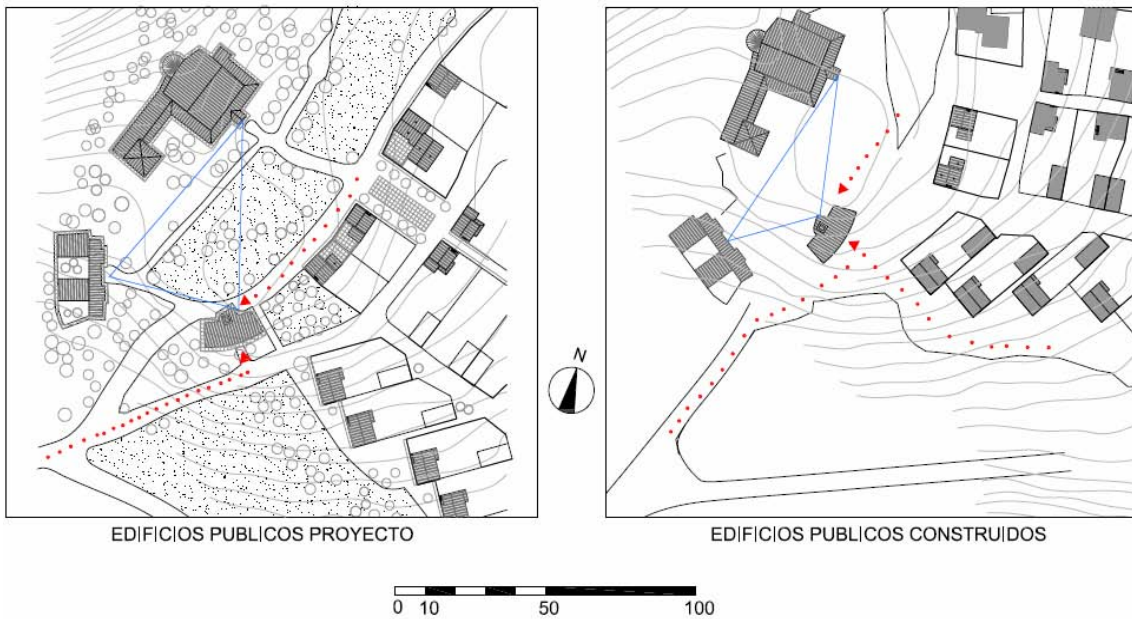 N
EDIFICIOS PUBLICOS PROYECTO
EDIFICIOS PUBLICOS CONSTRUIDOS
0 10 50 100